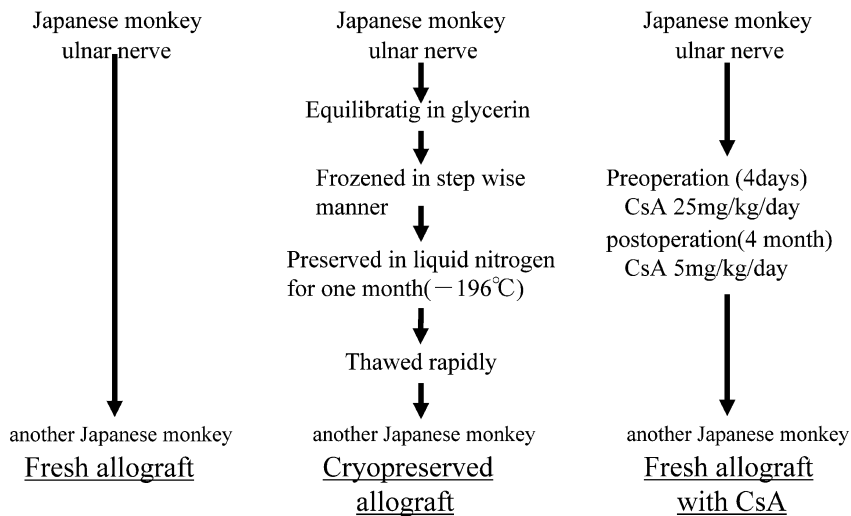 Japanese monkey
ulnar nerve
another Japanese monkey
Fresh allograft
Japanese monkey
ulnar nerve
Equilibratig in glycerin
Frozened in step wise
manner
Preserved in liquid nitrogen
for one month(－196℃)
Thawed rapidly
another Japanese monkey
Cryopreserved
allograft
Japanese monkey
ulnar nerve
Preoperation (4days)
CsA 25mg/kg/day
postoperation(4 month)
CsA 5mg/kg/day
another Japanese monkey
Fresh allograft
with CsA